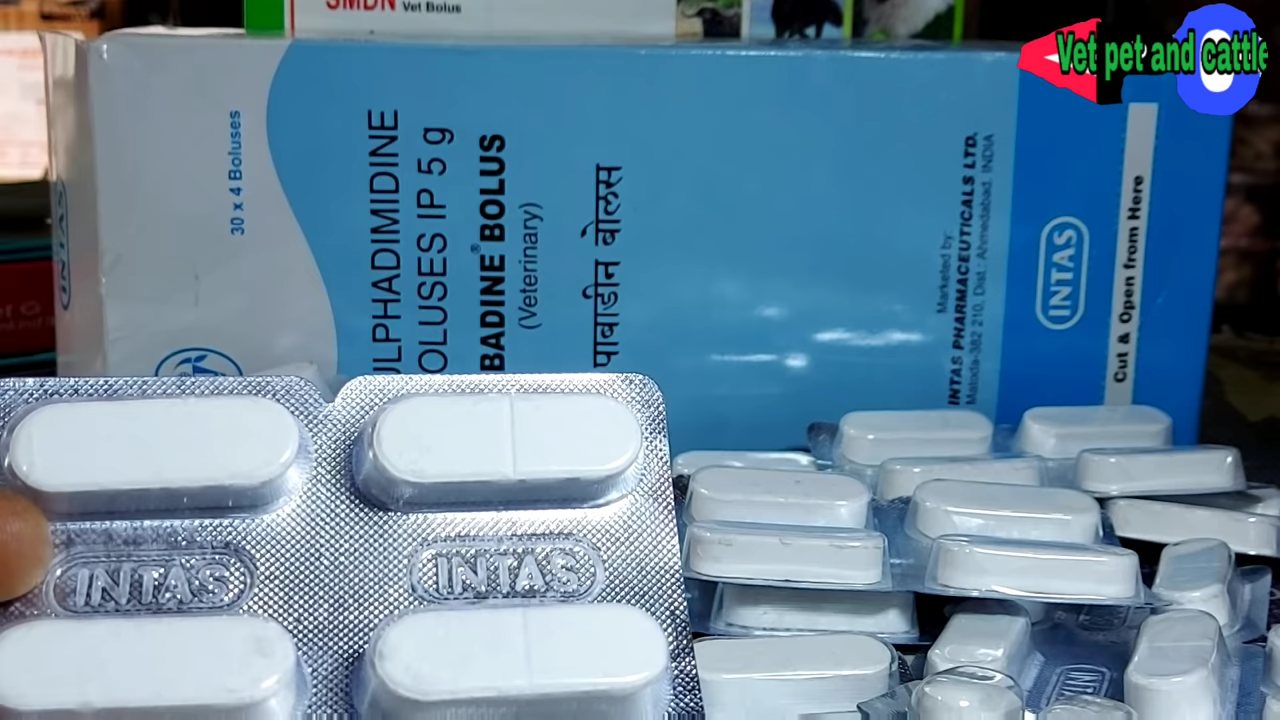 SMDN Vet Bolus
Vet pet and cattle
INTAS
30 x 4 Boluses
ULPHADIMIDINE
OLUSES IP 5 g
BADINE® BOLUS
(Veterinary)
पाबाडीन बोलस
Marketed by:
INTAS PHARMACEUTICALS LTD.
Matoda-382 210, Dist.: Ahmedabad. INDIA
INTAS
Cut & Open from Here
INTAS
INTAS